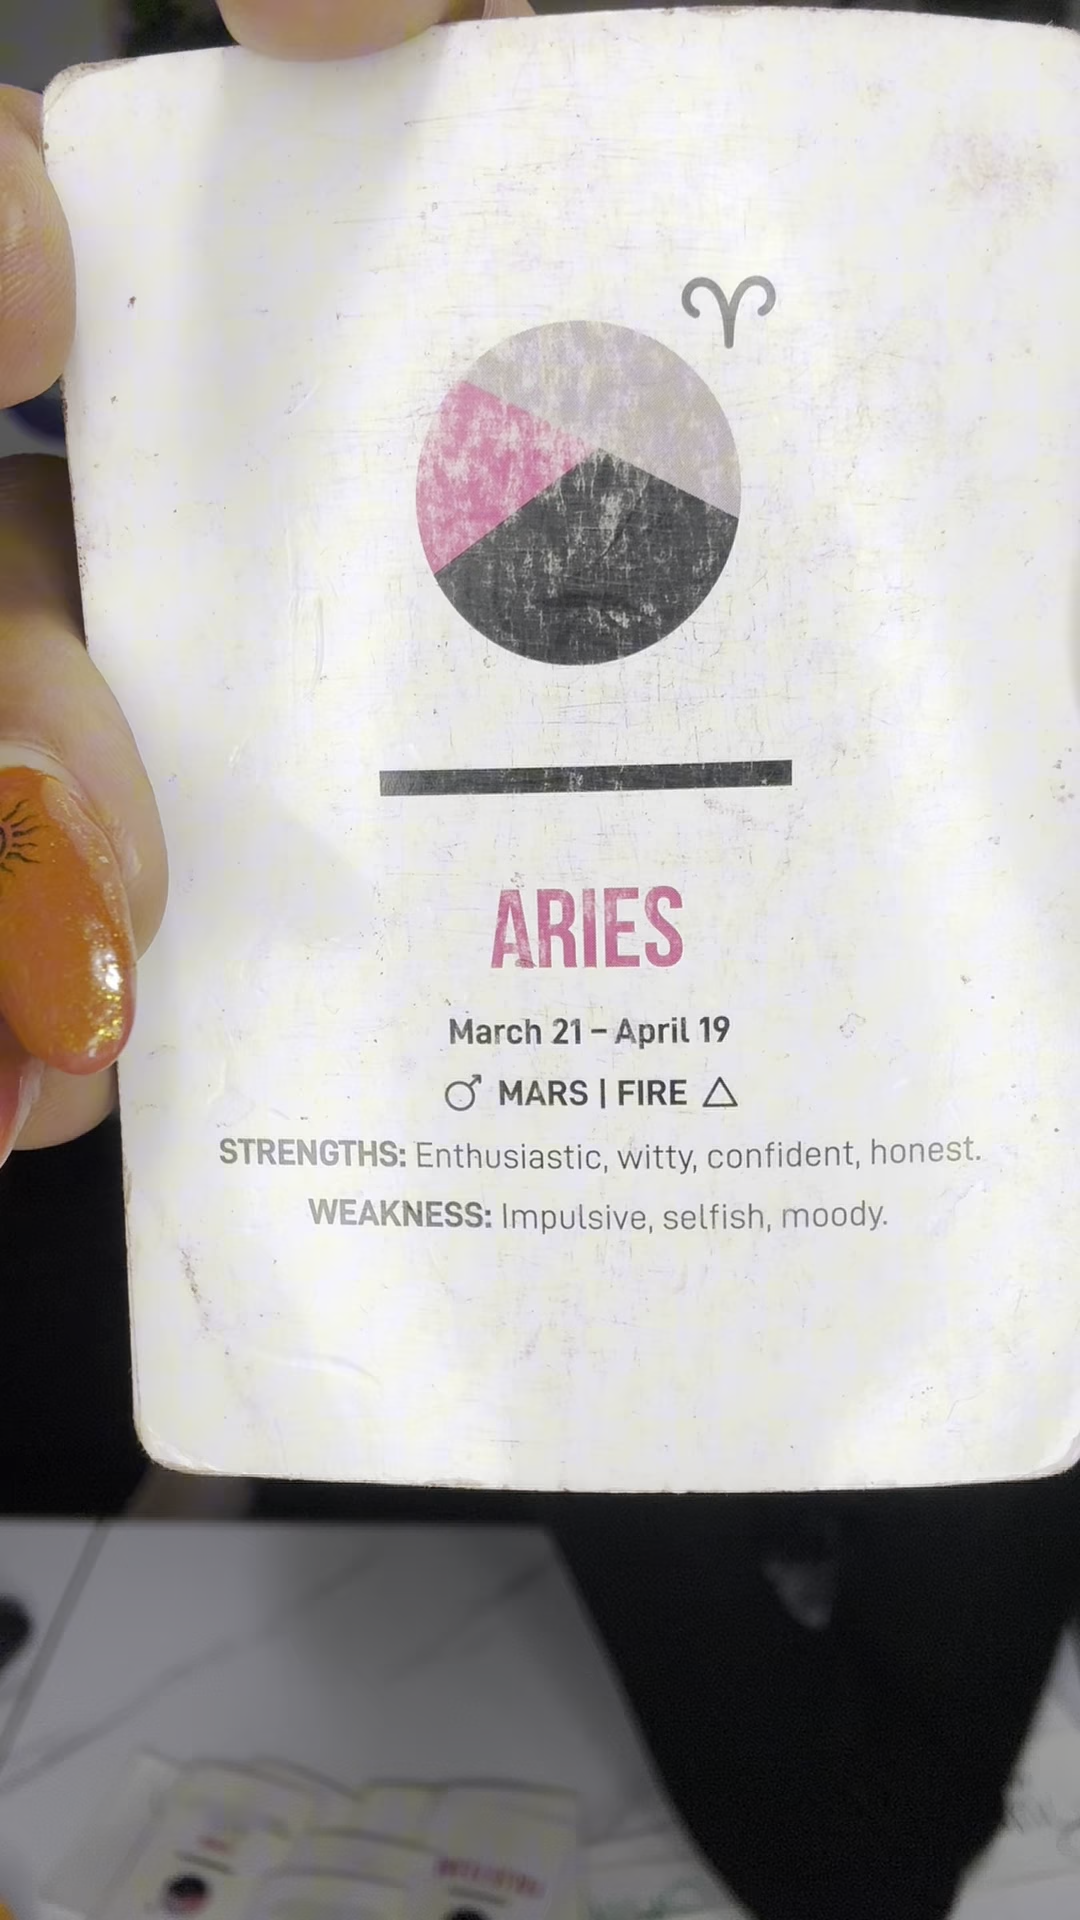 ARIES
March 21 – April 19
♂ MARS | FIRE △
STRENGTHS: Enthusiastic, witty, confident, honest.
WEAKNESS: Impulsive, selfish, moody.